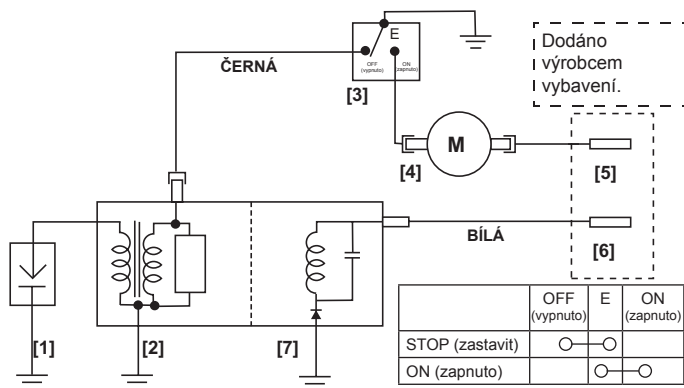 E
OFF
(vypnuto)
ON
(zapnuto)
[3]
ČERNÁ
Dodáno
výrobcem
vybavení.
M
[4]
[5]
BÍLÁ
[6]
[1]
[2]
[7]
OFF
(vypnuto)
E
ON
(zapnuto)
STOP (zastavit)
ON (zapnuto)